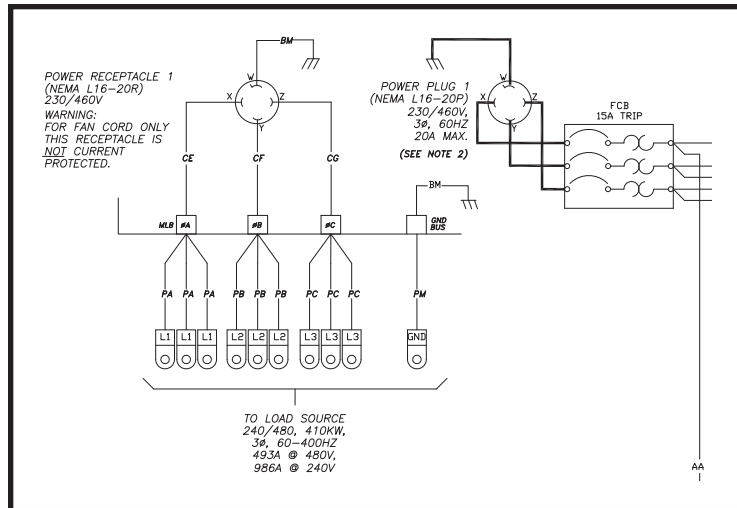 BM
POWER RECEPTACLE 1
(NEMA L16-20R)
230/460V
WARNING:
FOR FAN CORD ONLY
THIS RECEPTACLE IS
NOT CURRENT
PROTECTED.
W
X
Z
Y
POWER PLUG 1
(NEMA L16-20P)
230/460V,
3ø, 60HZ
20A MAX.
(SEE NOTE 2)
W
X
Z
Y
FCB
15A TRIP
CE
CF
CG
BM
MLB
øA
øB
øC
GND
BUS
PA
PA
PA
PB
PB
PB
PC
PC
PC
PM
L1
L1
L1
L2
L2
L2
L3
L3
L3
GND
TO LOAD SOURCE
240/480, 410KW,
3ø, 60-400HZ
493A @ 480V,
986A @ 240V
AA